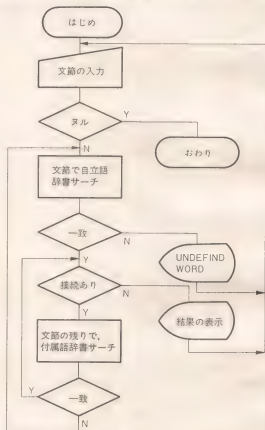 はじめ
文節の入力
ヌル
Y
N
おわり
文節で自立語
辞書サーチ
一致
N
Y
UNDEFIND
WORD
接続あり
N
Y
結果の表示
文節の残りで,
付属語辞書サーチ
Y
一致
N